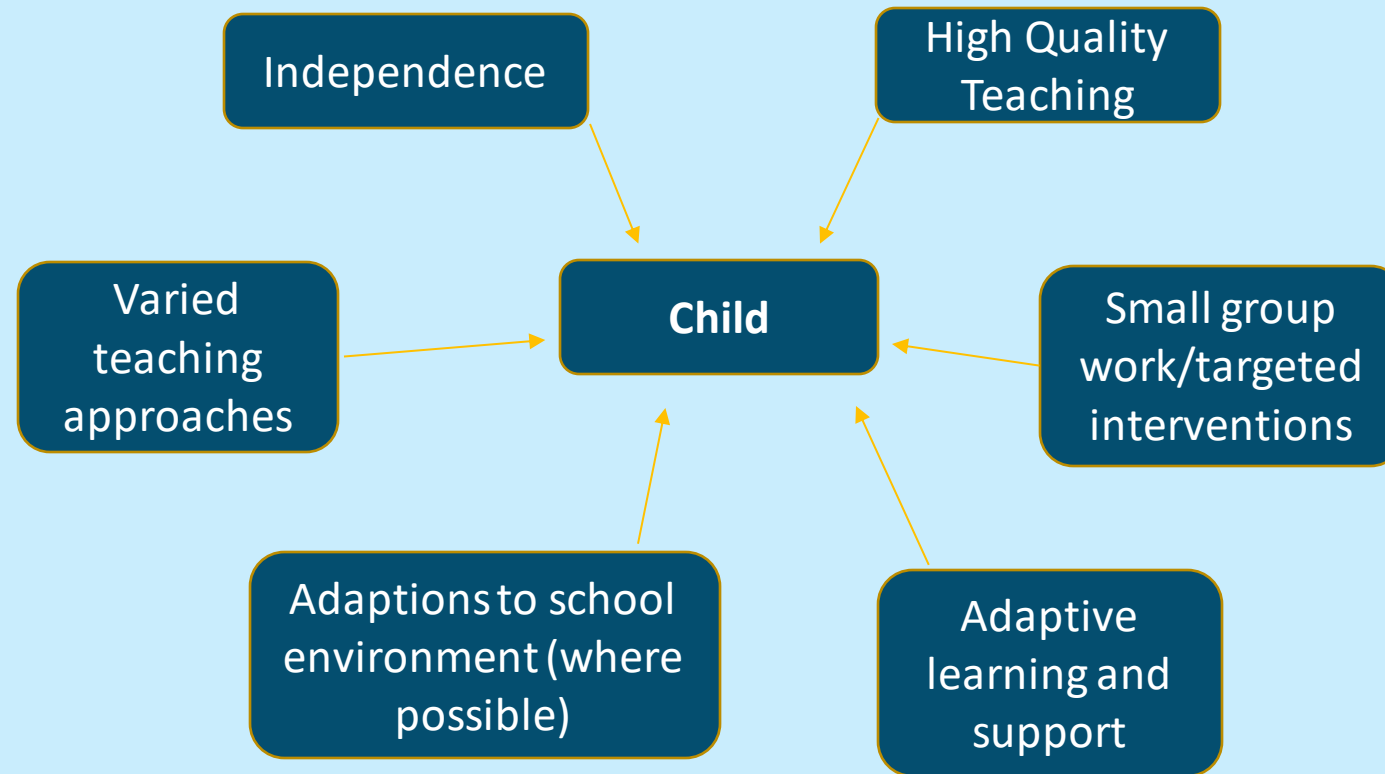 Independence
High Quality
Teaching
Varied
teaching
approaches
Child
Small group
work/targeted
interventions
Adaptions to school
environment (where
possible)
Adaptive
learning and
support